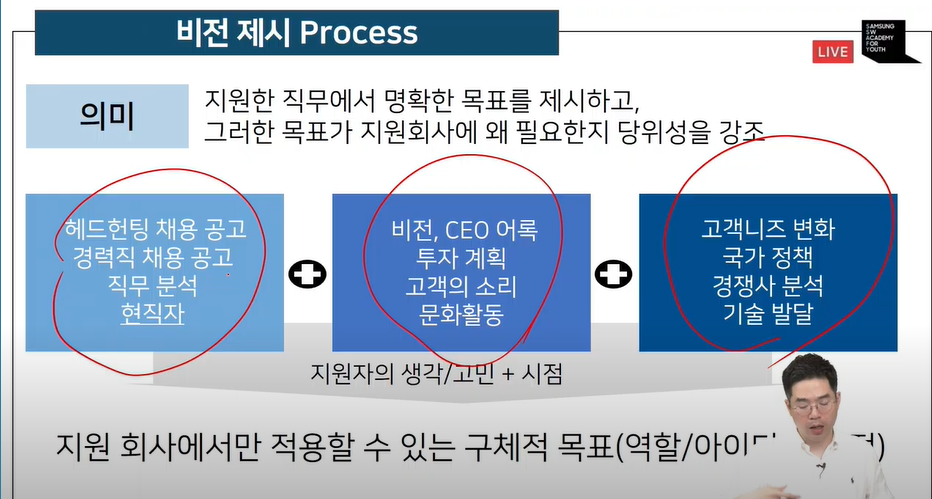 비전 제시 Process
LIVE
SAMSUNG
SW
ACADEMY
FOR
YOUTH
의미
지원한 직무에서 명확한 목표를 제시하고,
그러한 목표가 지원회사에 왜 필요한지 당위성을 강조
헤드헌팅 채용 공고
경력직 채용 공고
직무 분석
현직자
비전, CEO 어록
투자 계획
고객의 소리
문화활동
고객니즈 변화
국가 정책
경쟁사 분석
기술 발달
지원자의 생각/고민 + 시점
지원 회사에서만 적용할 수 있는 구체적 목표(역할/